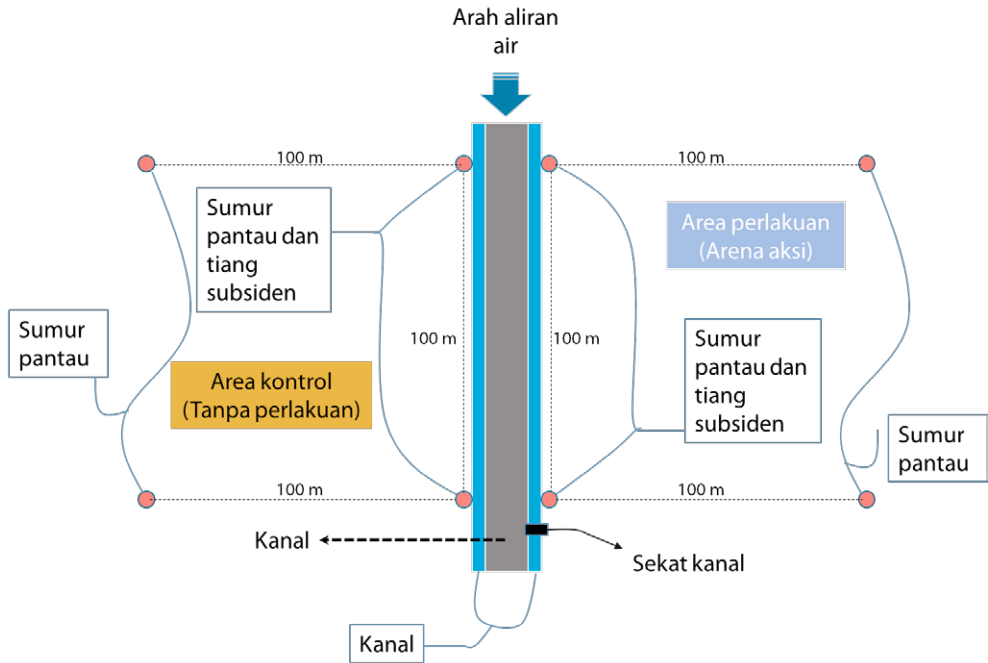 Arah aliran
air
100 m
100 m
Sumur
pantau dan
tiang
subsiden
Area perlakuan
(Arena aksi)
Sumur
pantau
100 m
100 m
Sumur
pantau dan
tiang
subsiden
Area kontrol
(Tanpa perlakuan)
Sumur
pantau
100 m
100 m
Kanal
Sekat kanal
Kanal